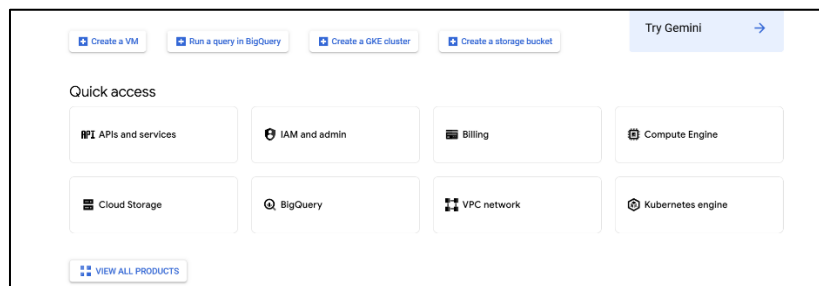 Try Gemini
Create a VM Run a query in BigQuery Create a GKE cluster Create a storage bucket
Quick access
API APIs and services IAM and admin Billing Compute Engine
Cloud Storage BigQuery VPC network Kubernetes engine
VIEW ALL PRODUCTS